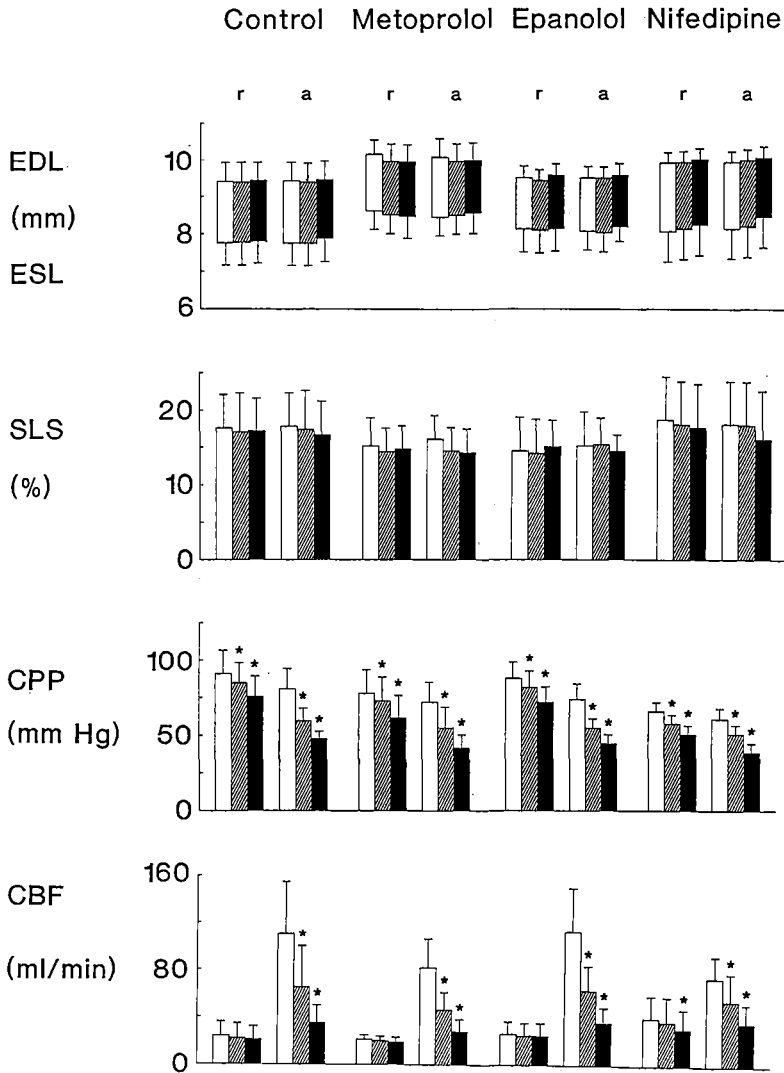 Control Metoprolol Epanolol Nifedipine
r a r a r a r a
EDL
(mm)
ESL
10
8
6
SLS
(%)
20
10
0
CPP
(mm Hg)
100
50
0
* * * * * * * * * * * * * * * *
CBF
(ml/min)
160
80
0
* * * * * * * * *